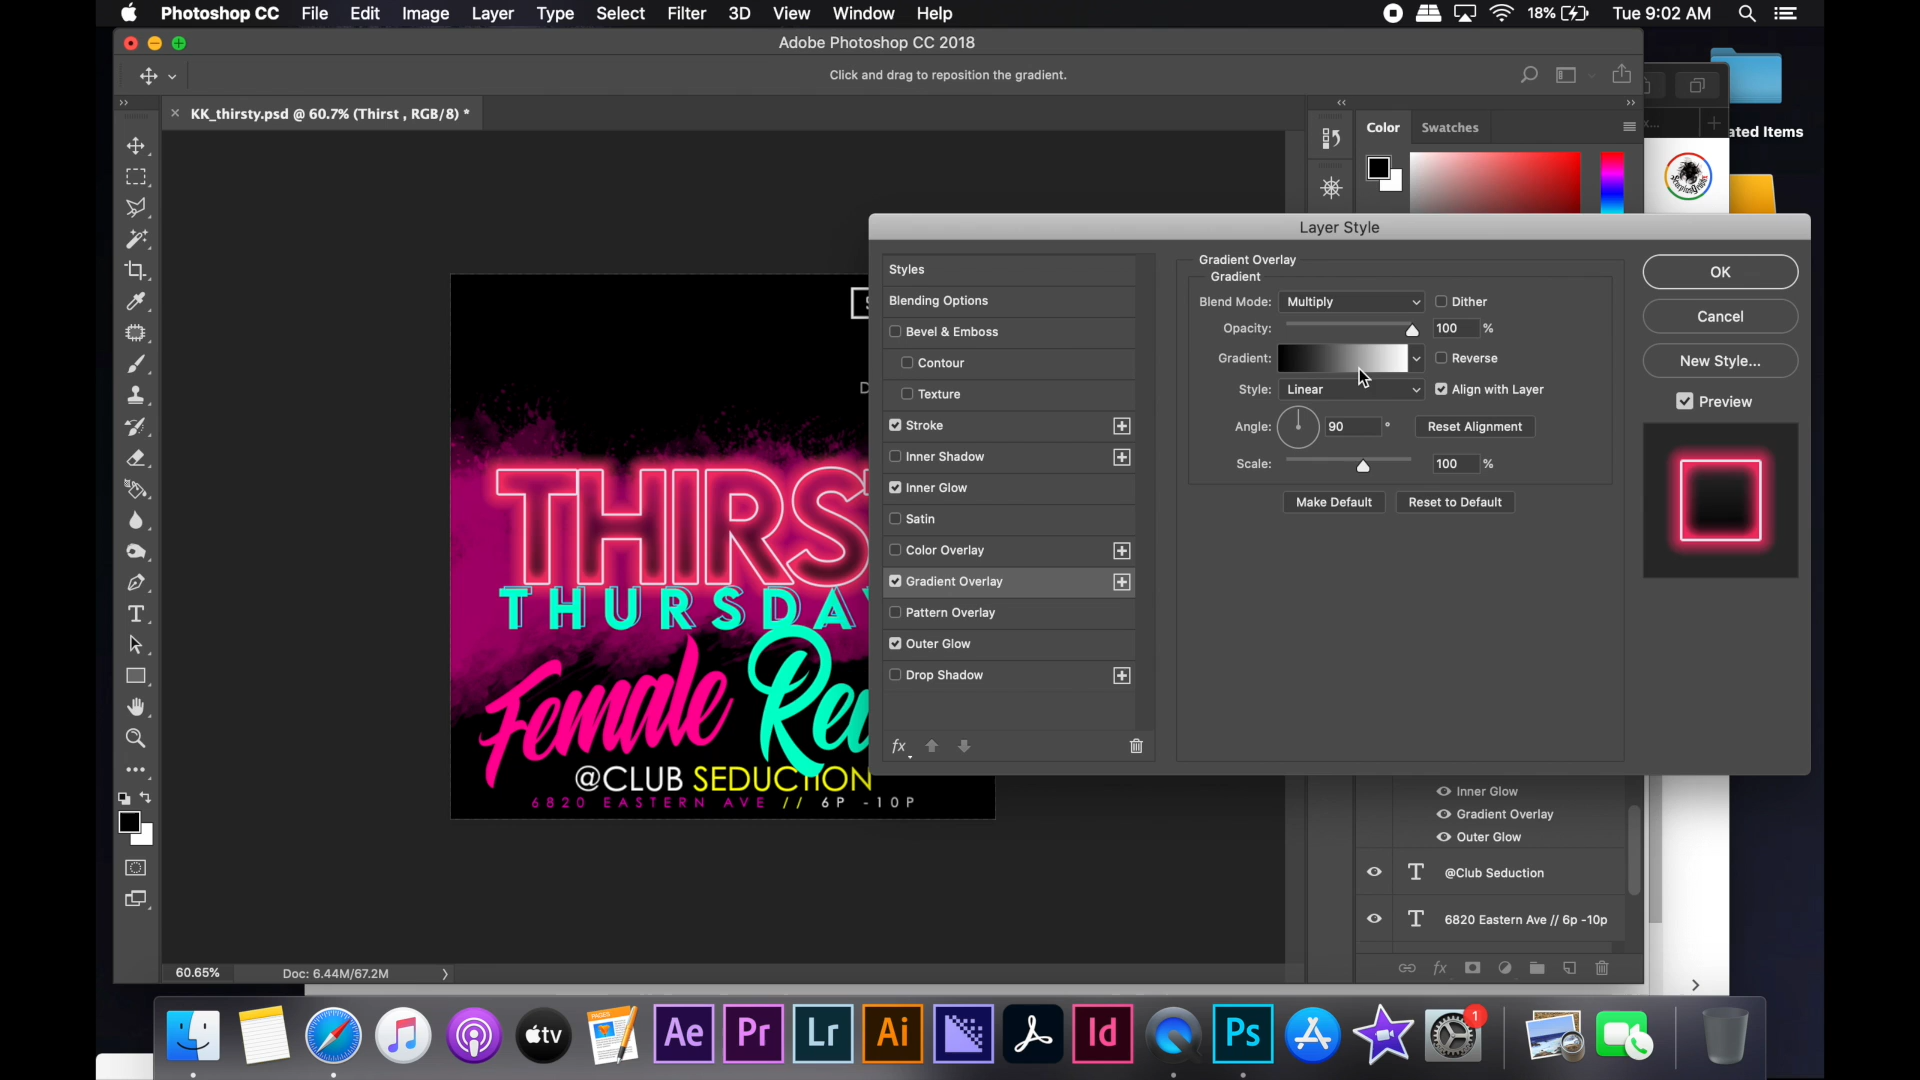 Photoshop CC File Edit Image Layer Type Select Filter 3D View Window Help 18% Tue 9:02 AM
Adobe Photoshop CC 2018
Click and drag to reposition the gradient.
KK_thirsty.psd @ 60.7% (Thirst , RGB/8) *
Color Swatches
ated Items
Layer Style
Styles
Blending Options
Bevel & Emboss
Contour
Texture
Stroke
Inner Shadow
Inner Glow
Satin
Color Overlay
Gradient Overlay
Pattern Overlay
Outer Glow
Drop Shadow
fx
Gradient Overlay
Gradient
Blend Mode: Multiply Dither
Opacity: 100 %
Gradient: Reverse
Style: Linear Align with Layer
Angle: 90 ° Reset Alignment
Scale: 100 %
Make Default Reset to Default
OK
Cancel
New Style...
Preview
THIRS
THURSDAY
Female Re
@CLUB SEDUCTION
6820 EASTERN AVE // 6P -10P
Inner Glow
Gradient Overlay
Outer Glow
T @Club Seduction
T 6820 Eastern Ave // 6p -10p
fx
60.65% Doc: 6.44M/67.2M
tv PAGES Ae Pr Lr Ai Id Ps 1